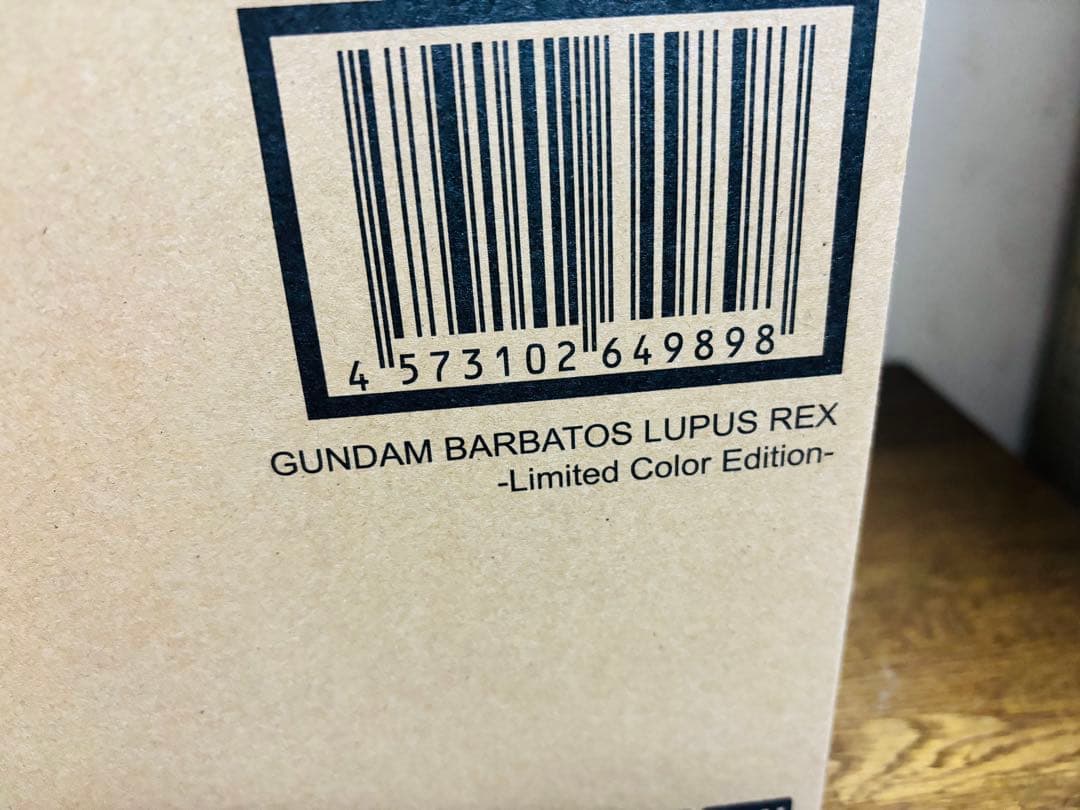 4 573102 649898
GUNDAM BARBATOS LUPUS REX
-Limited Color Edition-